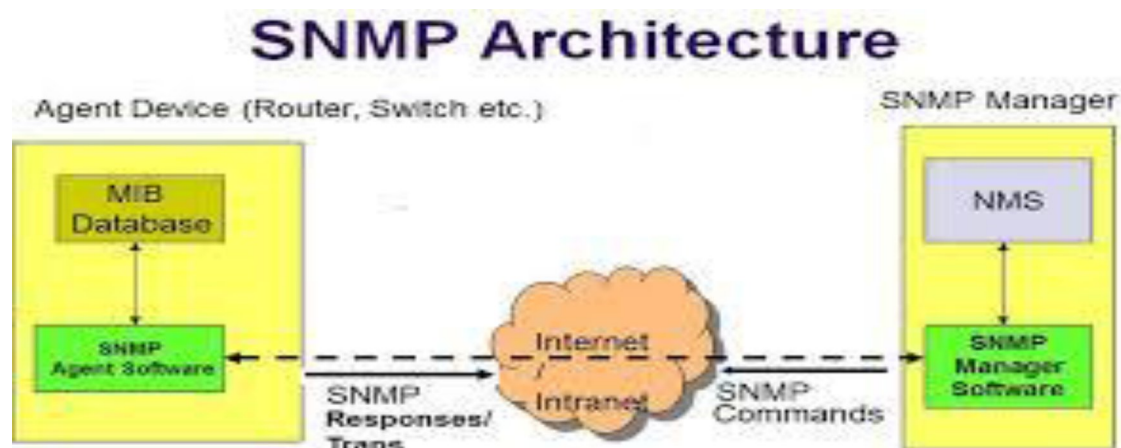 SNMP Architecture
Agent Device (Router, Switch etc.)
SNMP Manager
MIB
Database
NMS
SNMP
Agent Software
Internet
/
Intranet
SNMP
Manager
Software
SNMP
Responses/
Traps
SNMP
Commands